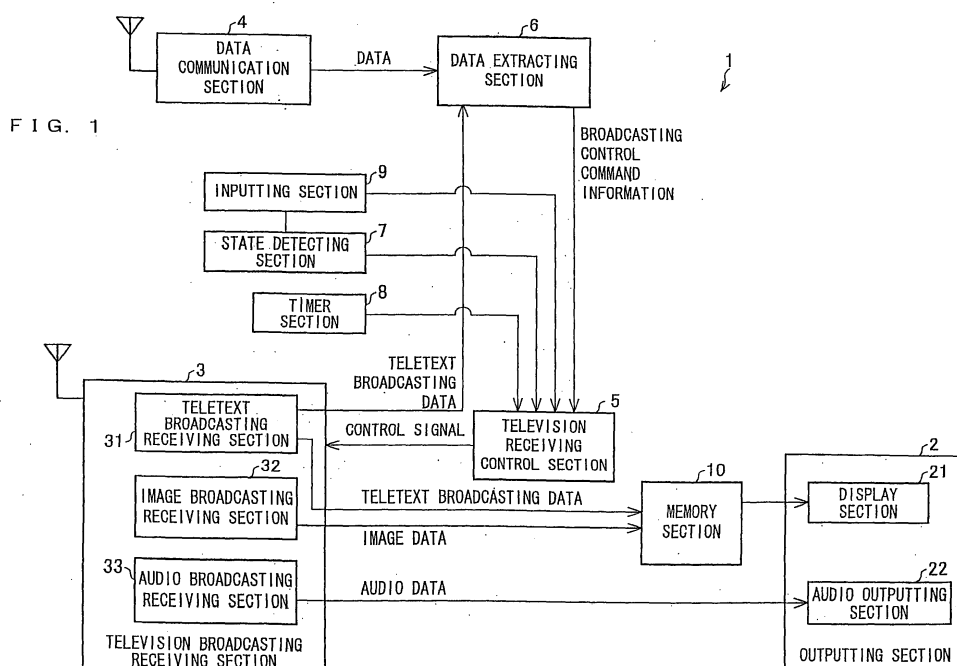 FIG. 1
4
DATA
COMMUNICATION
SECTION
DATA
6
DATA EXTRACTING
SECTION
1
BROADCASTING
CONTROL
COMMAND
INFORMATION
9
INPUTTING SECTION
7
STATE DETECTING
SECTION
8
TIMER
SECTION
TELETEXT
BROADCASTING
DATA
3
TELETEXT
BROADCASTING
RECEIVING SECTION
31
CONTROL SIGNAL
5
TELEVISION
RECEIVING
CONTROL SECTION
32
IMAGE BROADCASTING
RECEIVING SECTION
TELETEXT BROADCASTING DATA
IMAGE DATA
10
MEMORY
SECTION
2
21
DISPLAY
SECTION
33
AUDIO BROADCASTING
RECEIVING SECTION
AUDIO DATA
22
AUDIO OUTPUTTING
SECTION
TELEVISION BROADCASTING
RECEIVING SECTION
OUTPUTTING SECTION